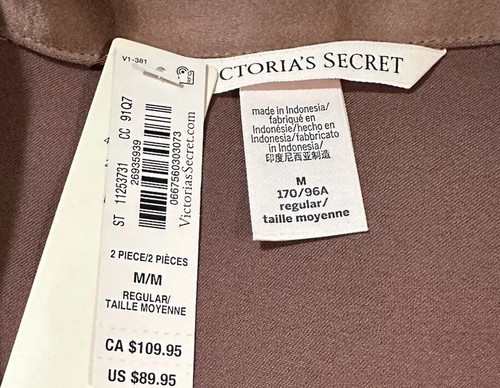 V1-381
ST 11253731 CC 91Q7
26935939
0667560303073
VictoriasSecret.com
2 PIECE/2 PIÈCES
M/M
REGULAR/
TAILLE MOYENNE
CA $109.95
US $89.95
CTORIA'S SECRET
made in Indonesia/
fabriqué en
Indonésie/hecho en
Indonesia/fabbricato
in Indonesia/
印度尼西亚制造
M
170/96A
regular/
taille moyenne